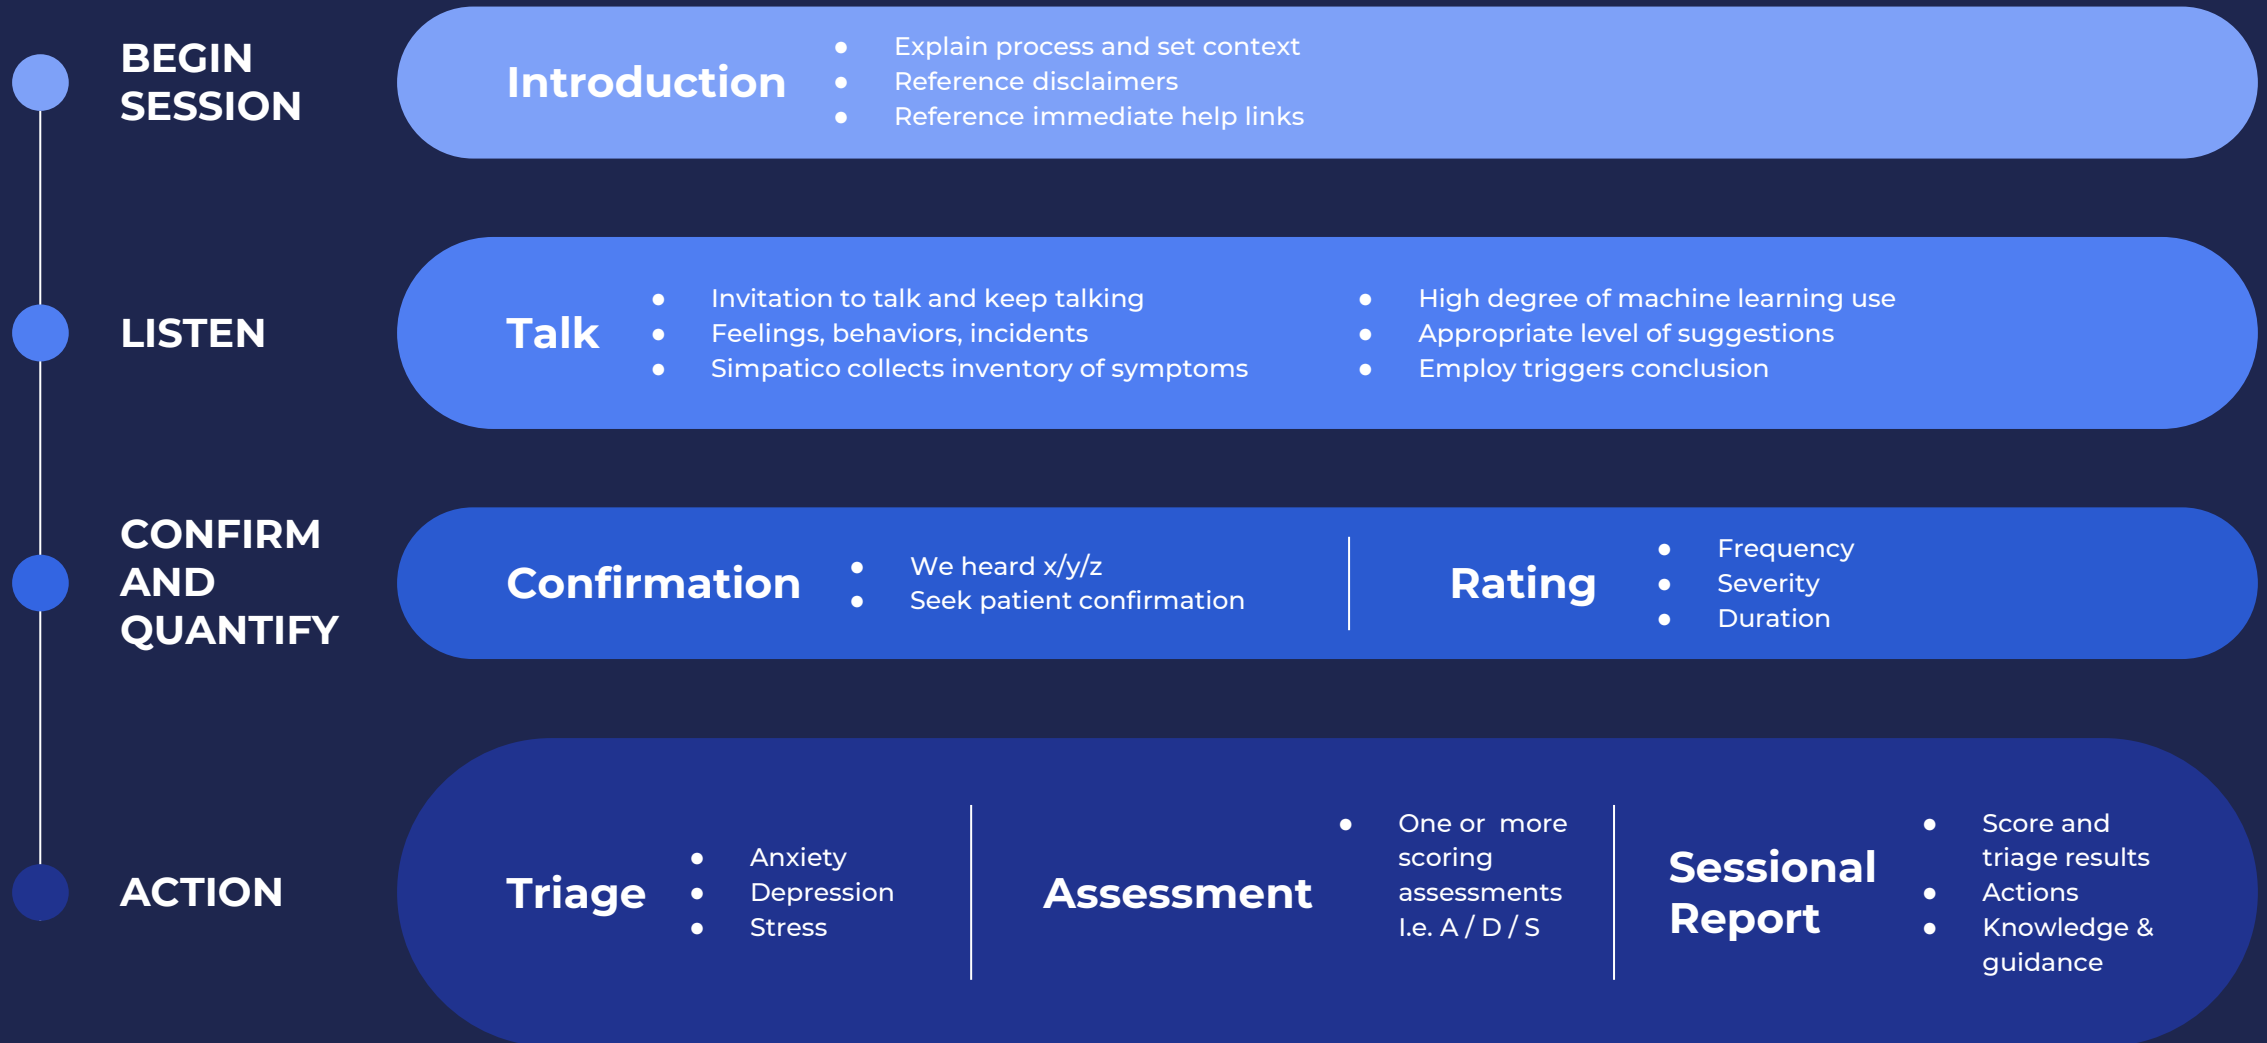 BEGIN
SESSION
Introduction
● Explain process and set context
● Reference disclaimers
● Reference immediate help links
LISTEN
Talk
● Invitation to talk and keep talking
● Feelings, behaviors, incidents
● Simpatico collects inventory of symptoms
● High degree of machine learning use
● Appropriate level of suggestions
● Employ triggers conclusion
CONFIRM
AND
QUANTIFY
Confirmation
● We heard x/y/z
● Seek patient confirmation
Rating
● Frequency
● Severity
● Duration
ACTION
Triage
● Anxiety
● Depression
● Stress
Assessment
● One or more
scoring
assessments
I.e. A / D / S
Sessional
Report
● Score and
triage results
● Actions
● Knowledge &
guidance